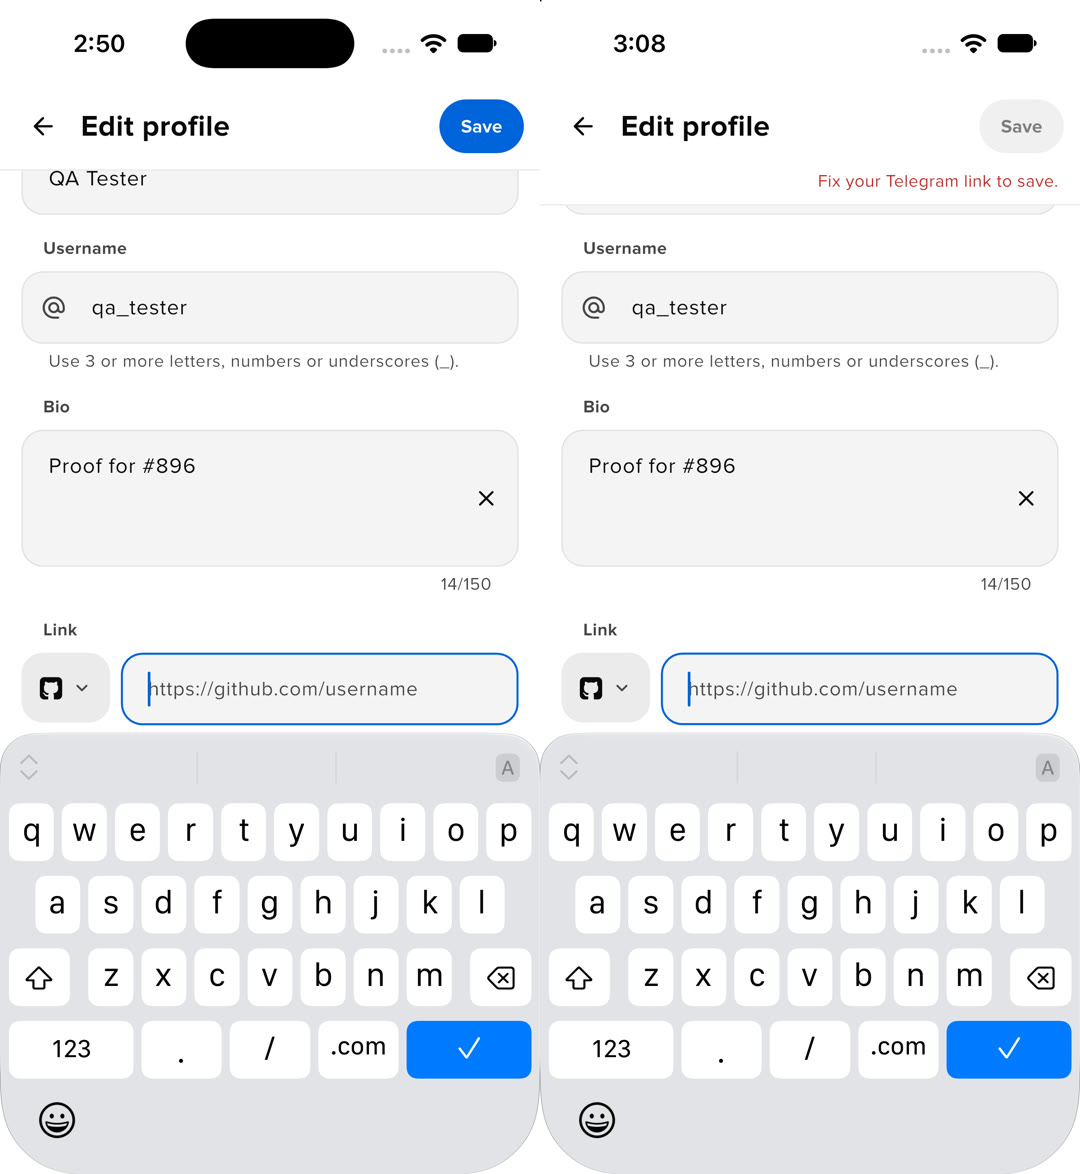 2:50
Edit profile
Save
QA Tester
Username
@ qa_tester
Use 3 or more letters, numbers or underscores (_).
Bio
Proof for #896
14/150
Link
https://github.com/username
A
q w e r t y u i o p
a s d f g h j k l
z x c v b n m
123 . / .com
3:08
Edit profile
Save
Fix your Telegram link to save.
Username
@ qa_tester
Use 3 or more letters, numbers or underscores (_).
Bio
Proof for #896
14/150
Link
https://github.com/username
A
q w e r t y u i o p
a s d f g h j k l
z x c v b n m
123 . / .com